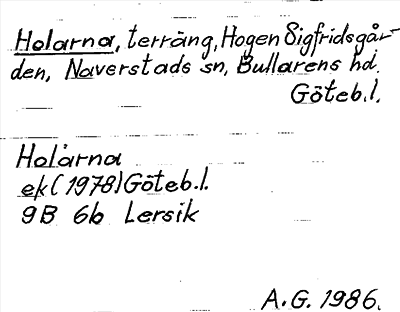 Holarna, terräng, Hogen Sigfridsgår-
den, Naverstads sn, Bullarens hd.
Göteb.l.
Holarna
ek (1978) Göteb.l.
9B 6b Lersik
A.G. 1986.